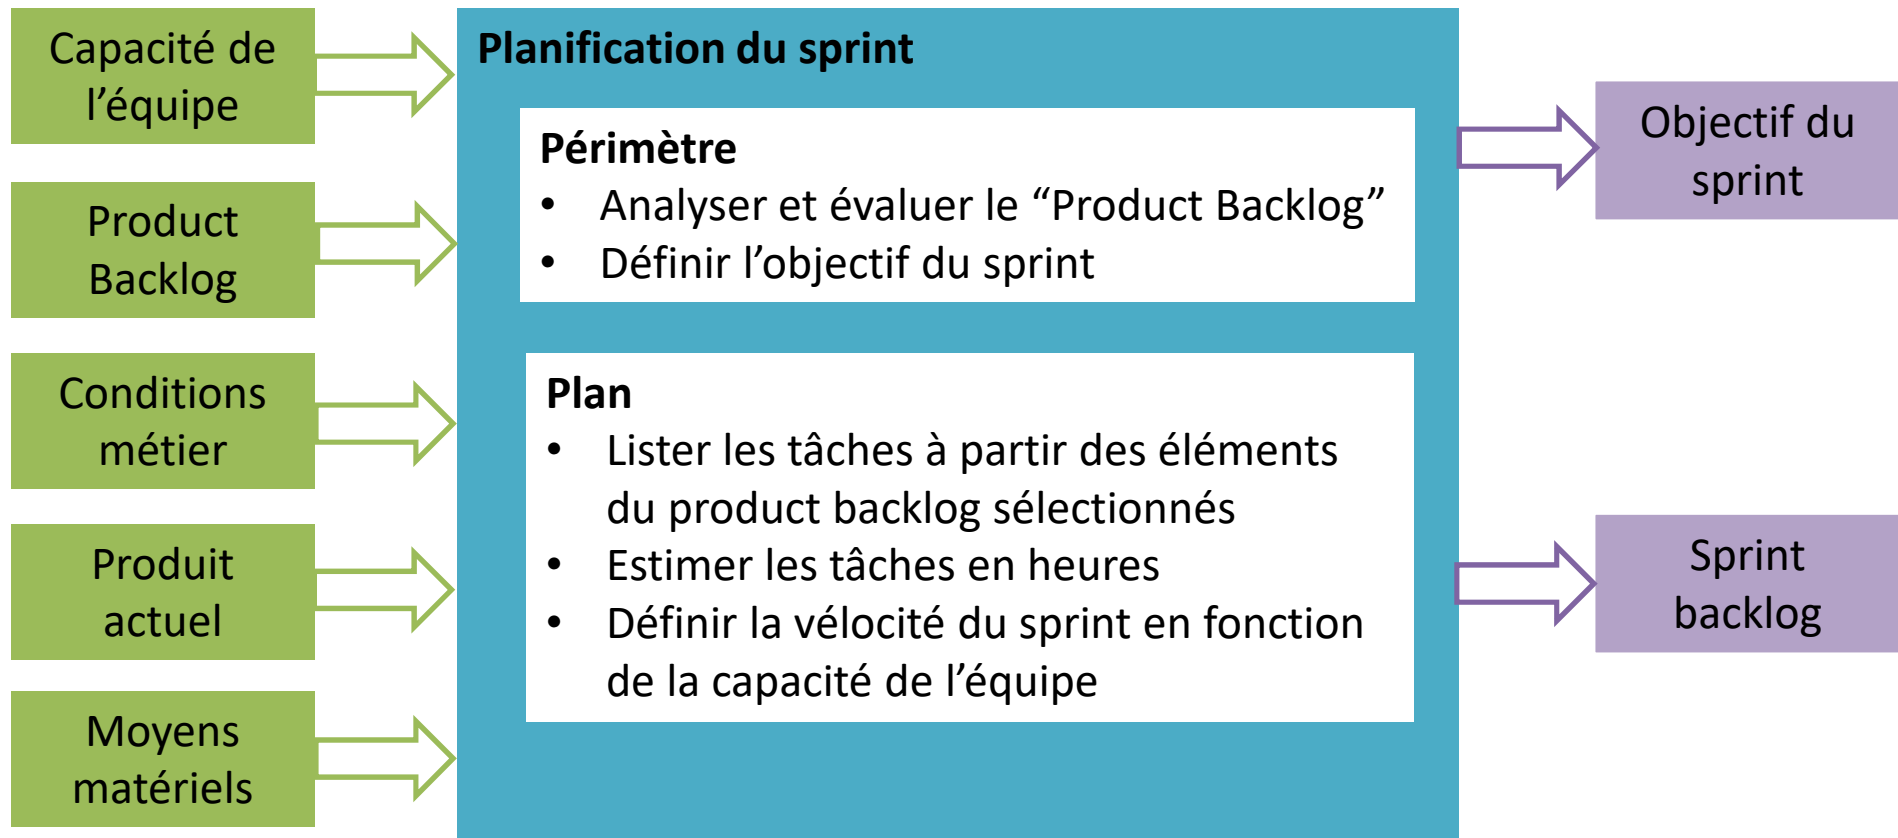 Capacité de
l’équipe
Product
Backlog
Conditions
métier
Produit
actuel
Moyens
matériels
Planification du sprint
Périmètre
• Analyser et évaluer le “Product Backlog”
• Définir l’objectif du sprint
Plan
• Lister les tâches à partir des éléments
du product backlog sélectionnés
• Estimer les tâches en heures
• Définir la vélocité du sprint en fonction
de la capacité de l’équipe
Objectif du
sprint
Sprint
backlog